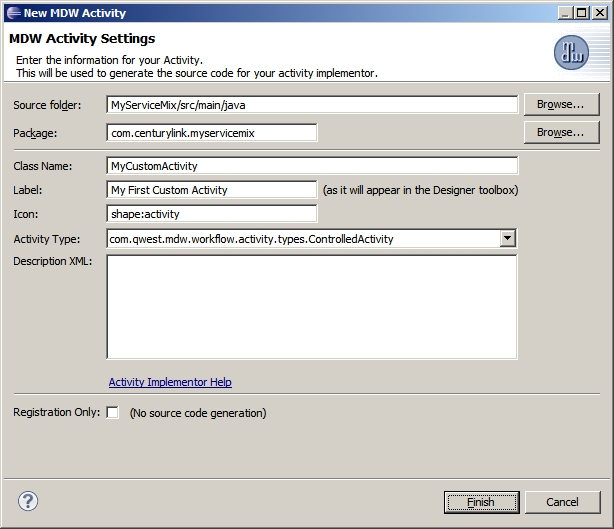 New MDW Activity
MDW Activity Settings
Enter the information for your Activity.
This will be used to generate the source code for your activity implementor.
Source folder: MyServiceMix/src/main/java Browse...
Package: com.centurylink.myservicemix Browse...
Class Name: MyCustomActivity
Label: My First Custom Activity (as it will appear in the Designer toolbox)
Icon: shape:activity
Activity Type: com.qwest.mdw.workflow.activity.types.ControlledActivity
Description XML:
Activity Implementor Help
Registration Only: (No source code generation)
? Finish Cancel